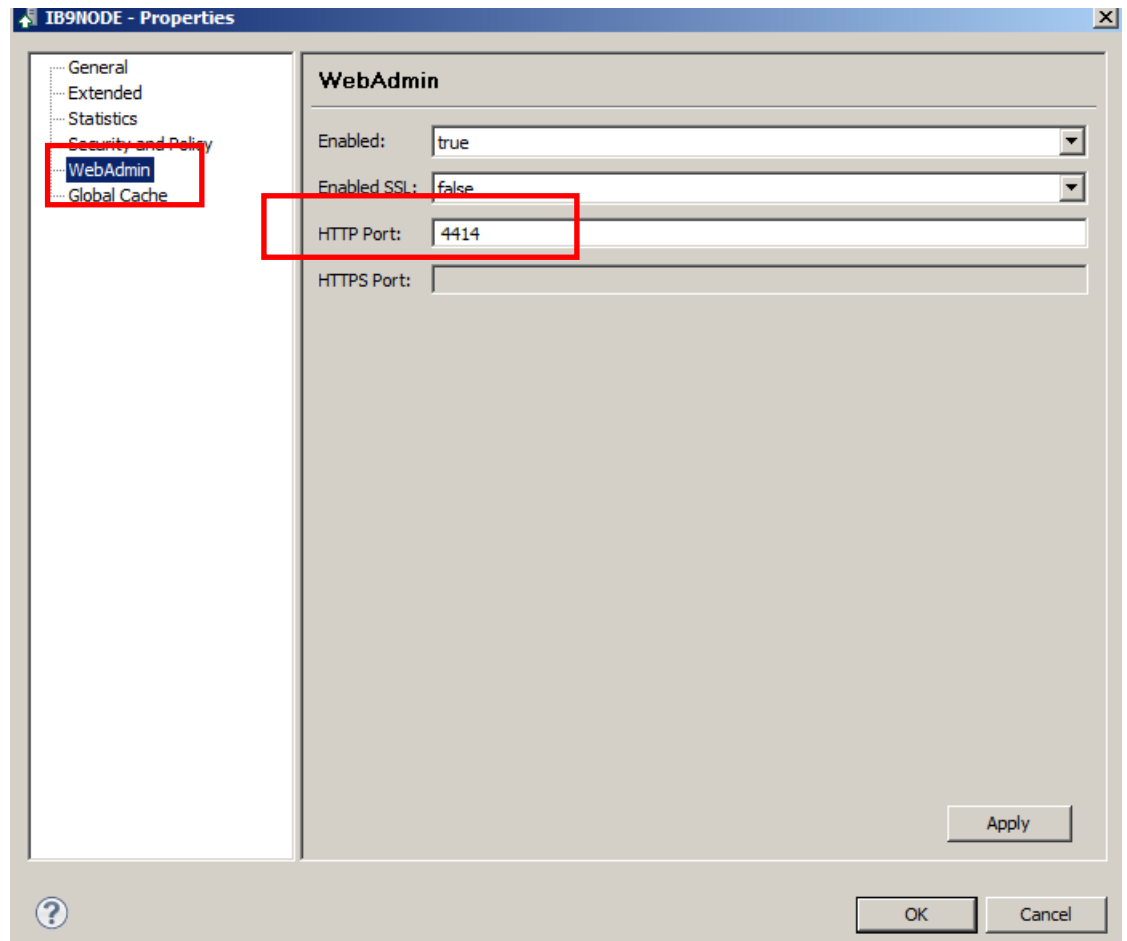 IB9NODE - Properties
General
Extended
Statistics
Security and Policy
WebAdmin
Global Cache
WebAdmin
Enabled: true
Enabled SSL: false
HTTP Port: 4414
HTTPS Port:
Apply
?
OK Cancel